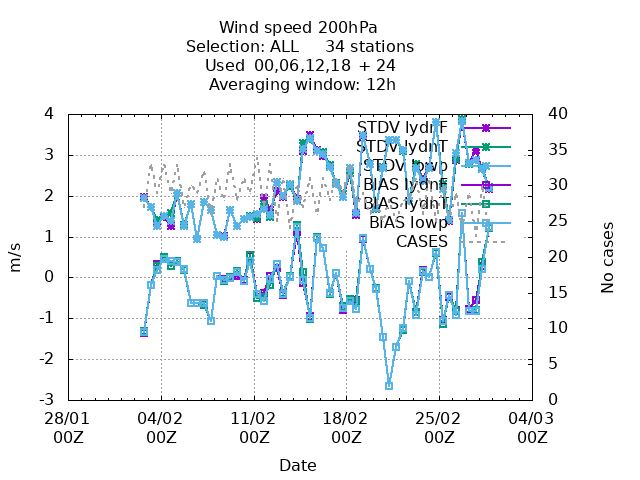 Wind speed 200hPa
Selection: ALL 34 stations
Used 00,06,12,18 + 24
Averaging window: 12h
STDV lydnF
STDV lydnT
STDV lowp
BIAS lydnF
BIAS lydnT
BIAS lowp
CASES
m/s
No cases
4
3
2
1
0
-1
-2
-3
40
35
30
25
20
15
10
5
0
28/01 04/02 11/02 18/02 25/02 04/03
00Z 00Z 00Z 00Z 00Z 00Z
Date